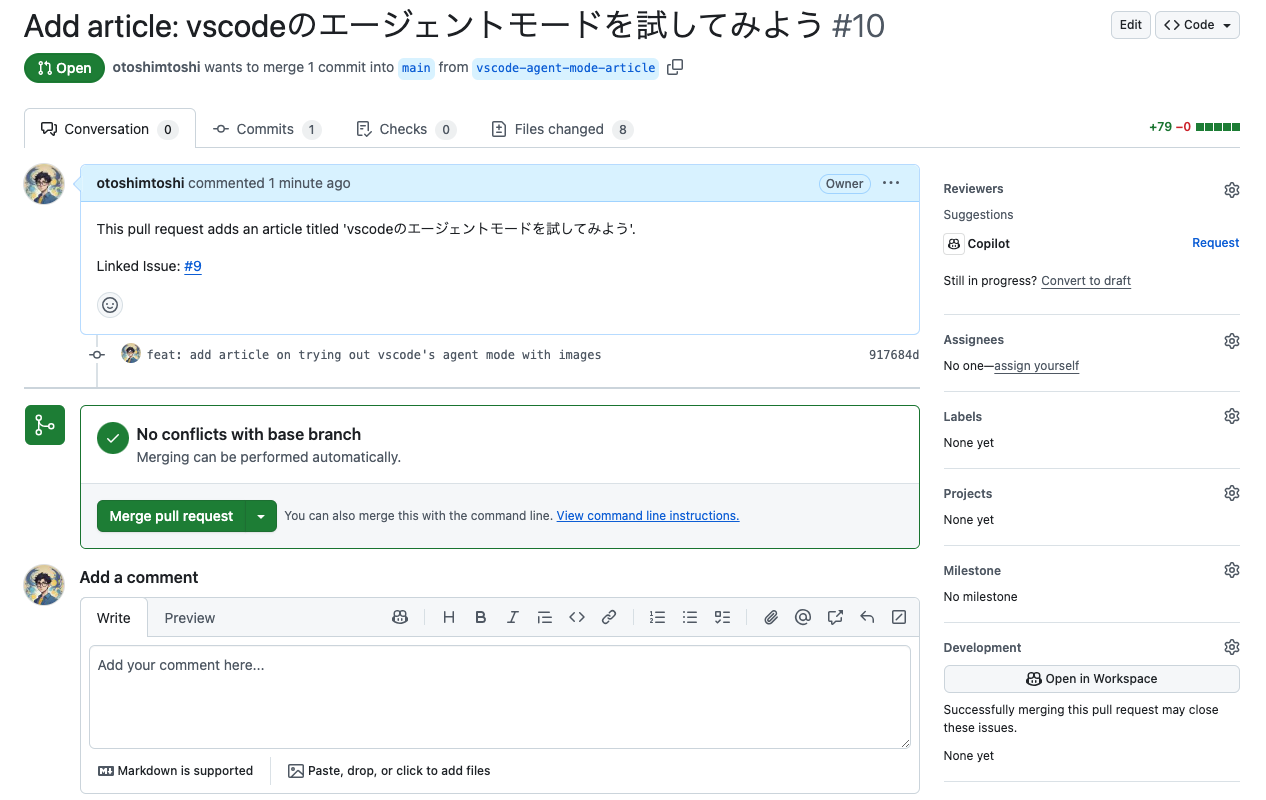 Add article: vscodeのエージェントモードを試してみよう #10
Edit
Code
Open
otoshimtoshi wants to merge 1 commit into main from vscode-agent-mode-article
Conversation 0
Commits 1
Checks 0
Files changed 8
+79 −0
otoshimtoshi commented 1 minute ago
Owner
This pull request adds an article titled 'vscodeのエージェントモードを試してみよう'.
Linked Issue: #9
feat: add article on trying out vscode's agent mode with images
917684d
No conflicts with base branch
Merging can be performed automatically.
Merge pull request
You can also merge this with the command line. View command line instructions.
Add a comment
Write
Preview
Add your comment here...
Markdown is supported
Paste, drop, or click to add files
Reviewers
Suggestions
Copilot
Request
Still in progress? Convert to draft
Assignees
No one—assign yourself
Labels
None yet
Projects
None yet
Milestone
No milestone
Development
Open in Workspace
Successfully merging this pull request may close
these issues.
None yet